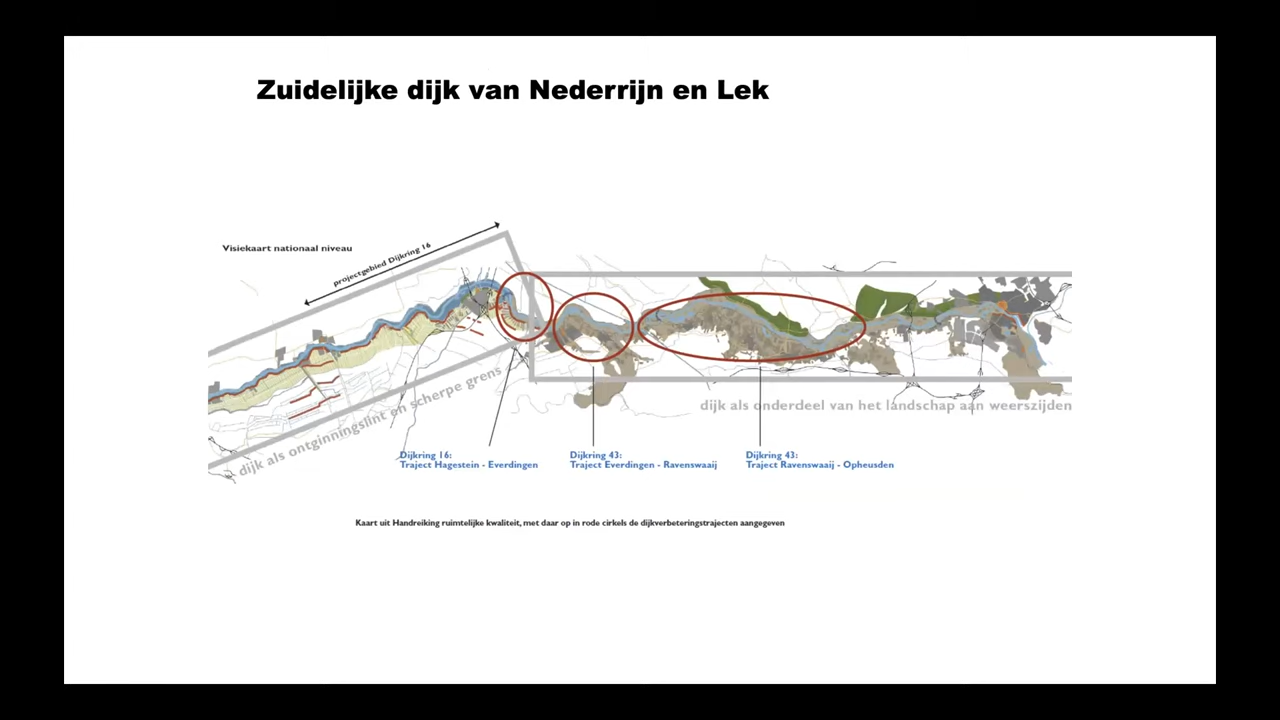 Zuidelijke dijk van Nederrijn en Lek
Visiekaart nationaal niveau
projectgebied Dijkring 16
dijk als ontginningslint en scherpe grens
dijk als onderdeel van het landschap aan weerszijden
Dijkring 16:
Traject Hagestein - Everdingen
Dijkring 43:
Traject Everdingen - Ravenswaaij
Dijkring 43:
Traject Ravenswaaij - Opheusden
Kaart uit Handreiking ruimtelijke kwaliteit, met daar op in rode cirkels de dijkverbeteringstrajecten aangegeven